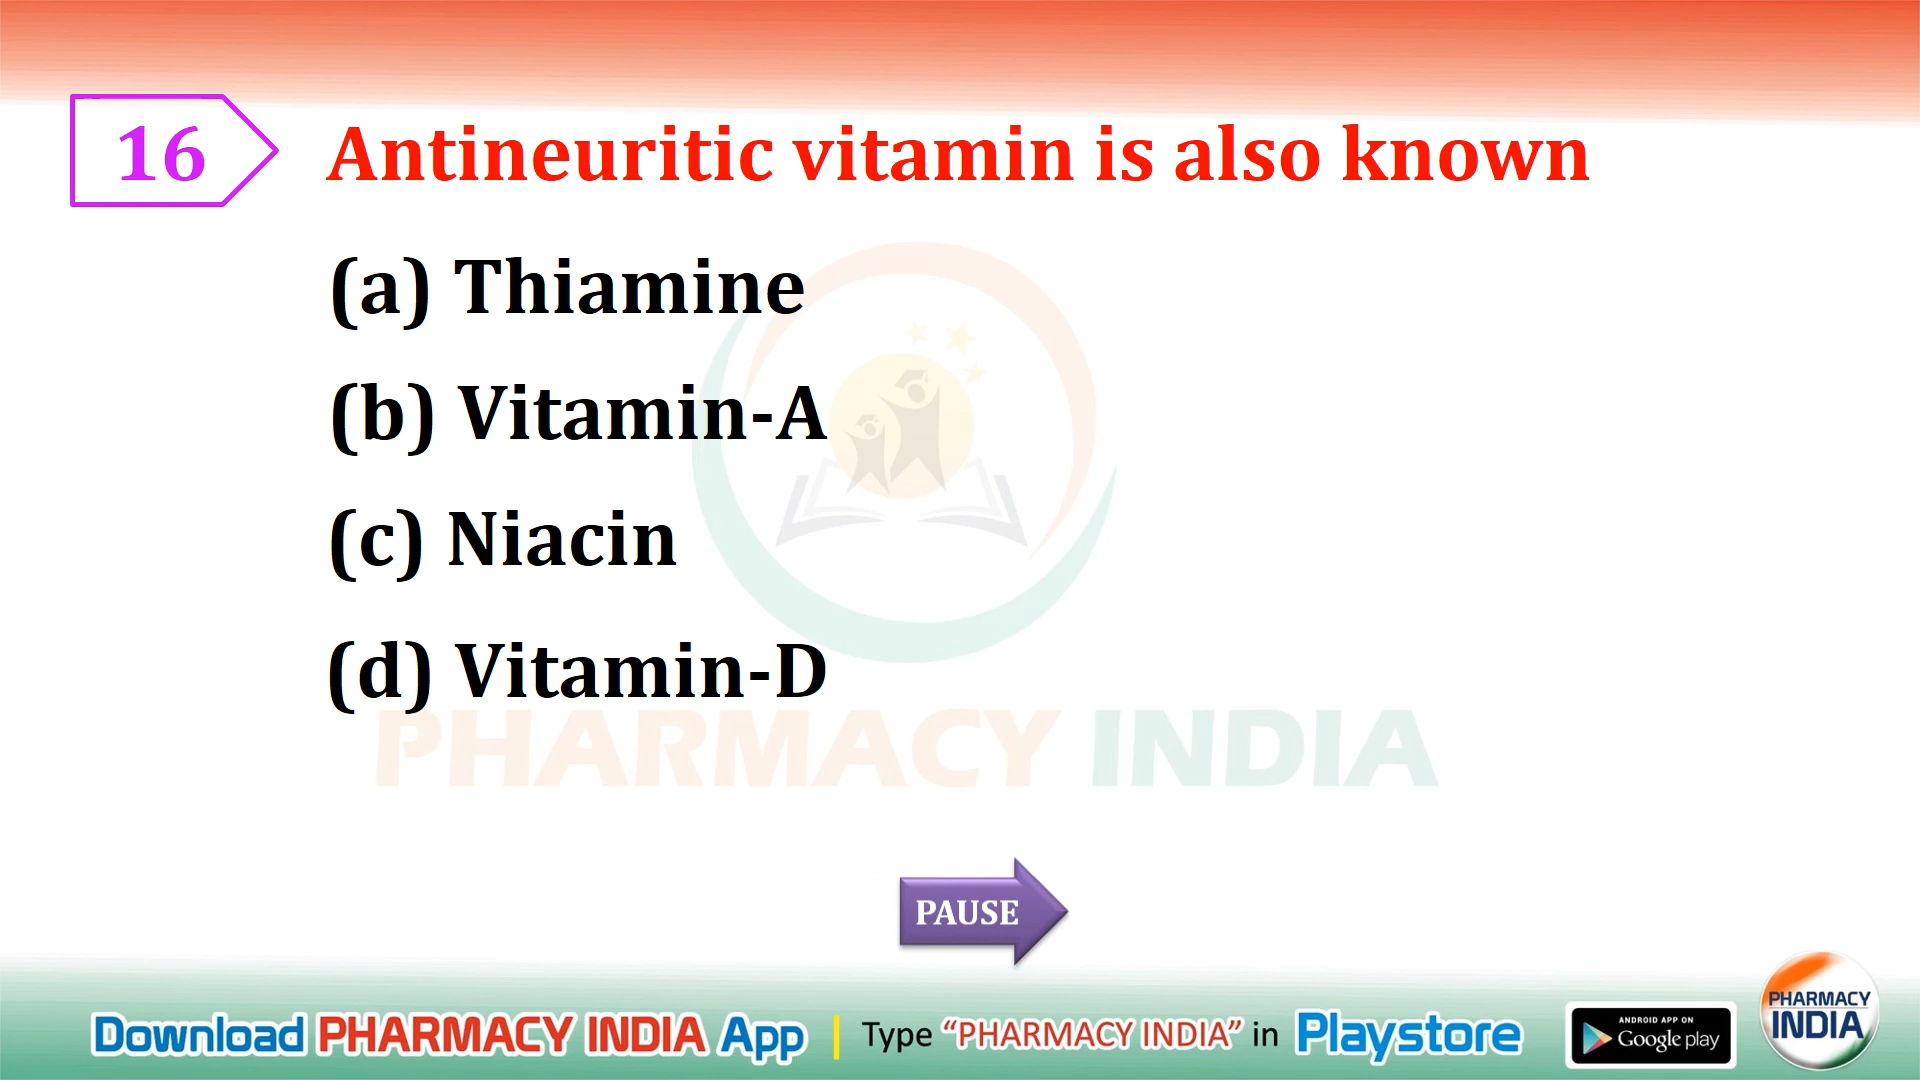 16 Antineuritic vitamin is also known
(a) Thiamine
(b) Vitamin-A
(c) Niacin
(d) Vitamin-D
PHARMACY INDIA
PAUSE
Download PHARMACY INDIA App | Type “PHARMACY INDIA” in Playstore
ANDROID APP ON
Google play
PHARMACY
INDIA